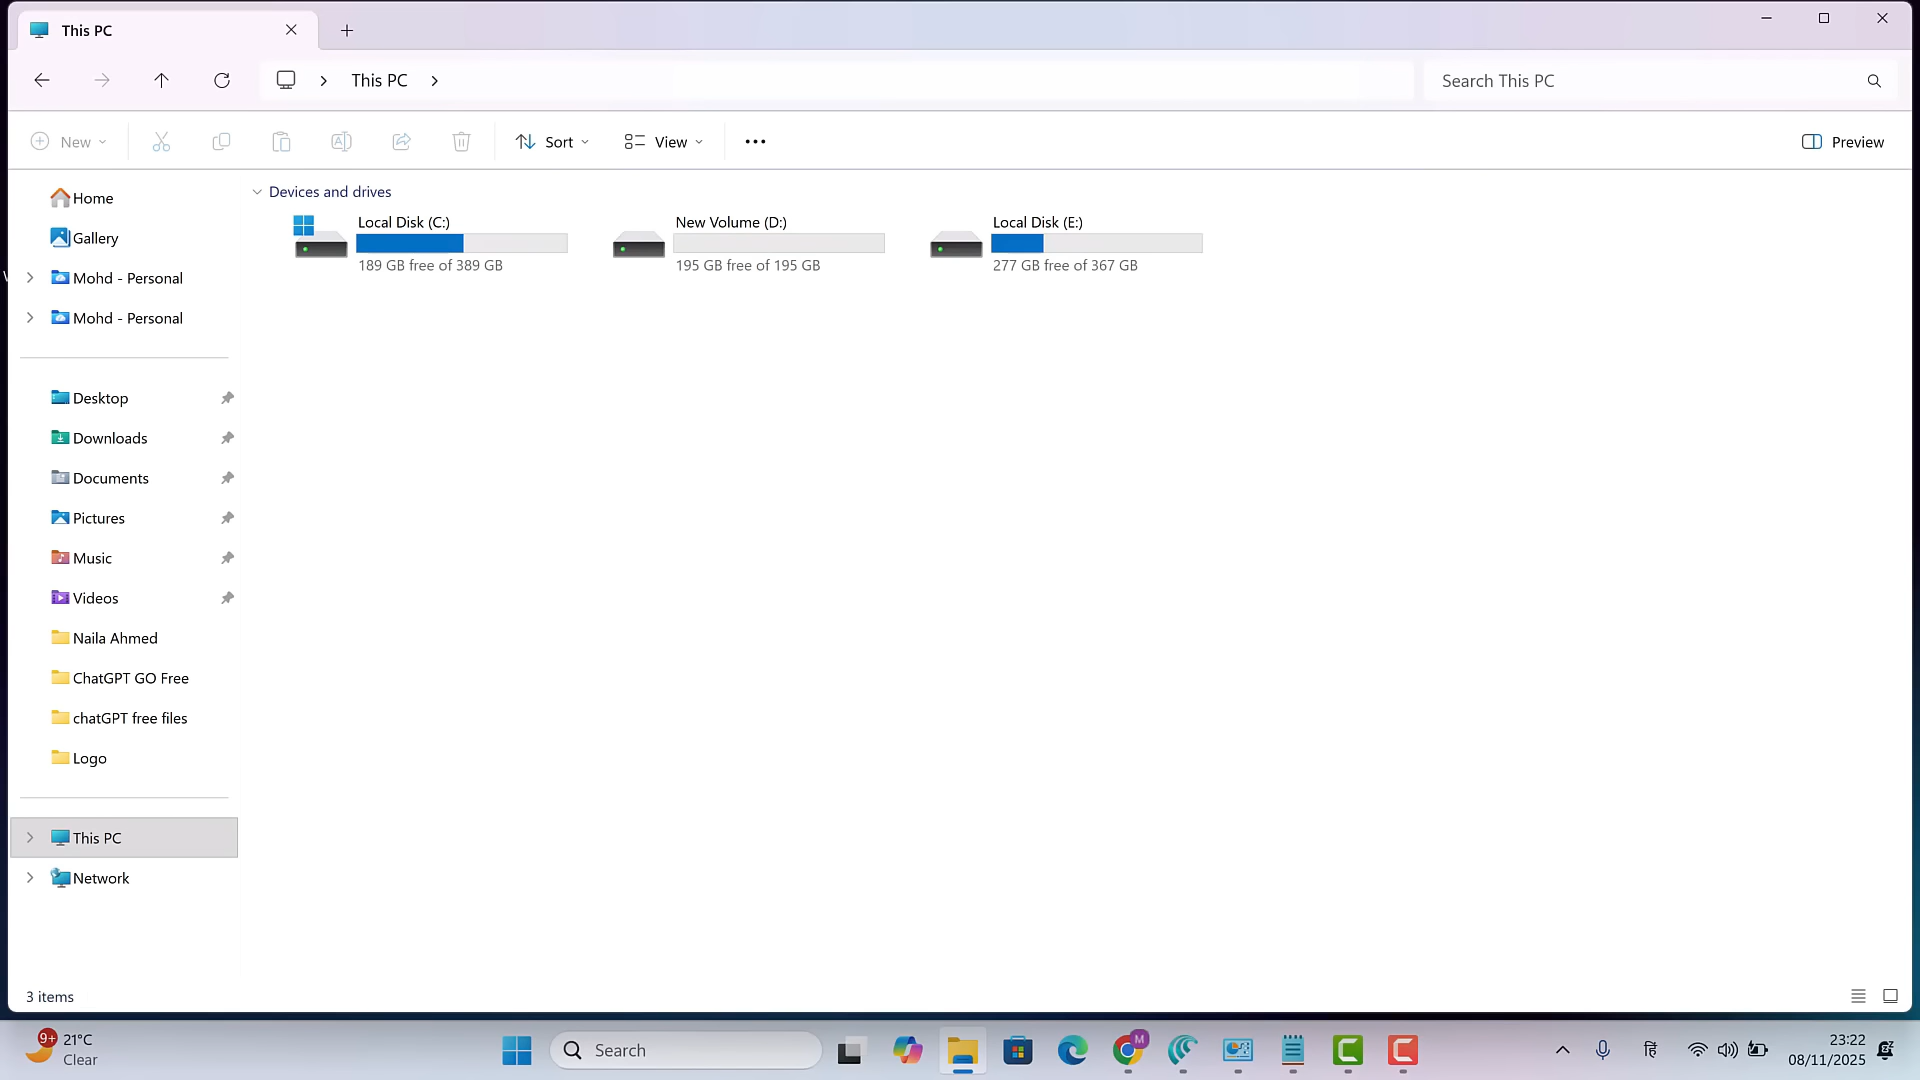 This PC
This PC
Search This PC
New
Sort
View
Preview
Home
Gallery
Mohd - Personal
Mohd - Personal
Desktop
Downloads
Documents
Pictures
Music
Videos
Naila Ahmed
ChatGPT GO Free
chatGPT free files
Logo
This PC
Network
Devices and drives
Local Disk (C:)
189 GB free of 389 GB
New Volume (D:)
195 GB free of 195 GB
Local Disk (E:)
277 GB free of 367 GB
3 items
9+
21°C
Clear
Search
M
हि
23:22
08/11/2025